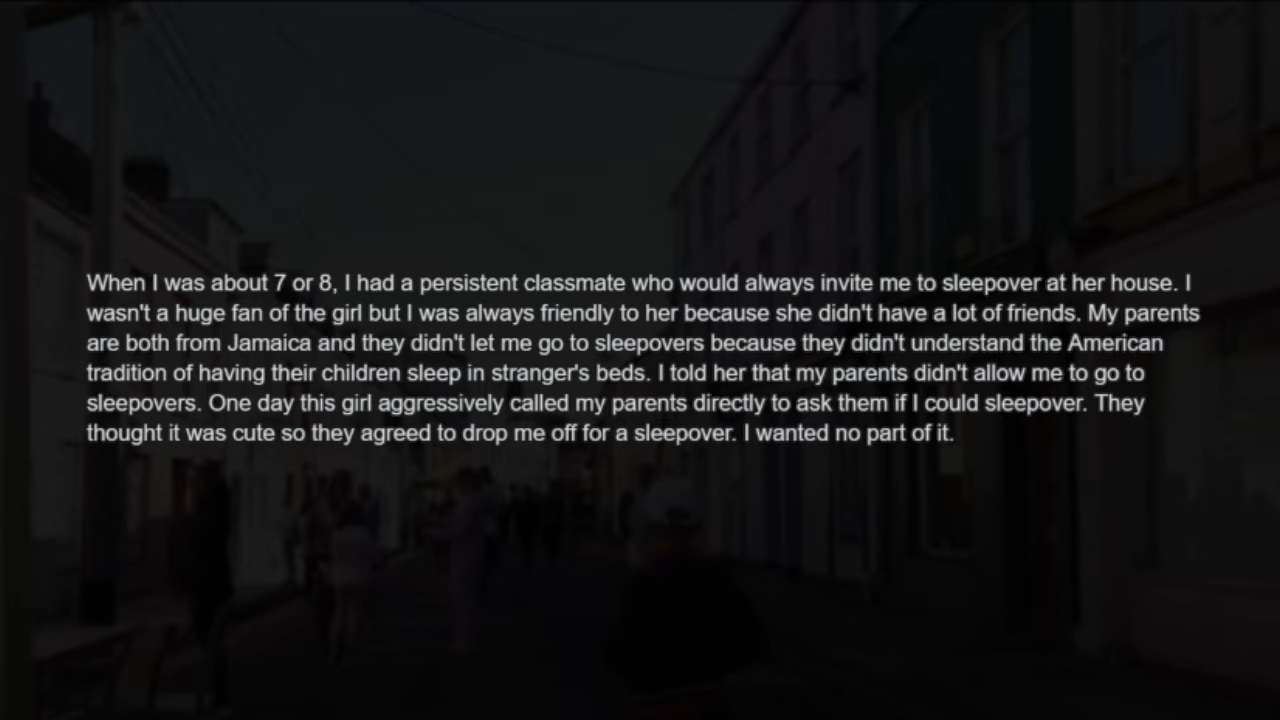 When I was about 7 or 8, I had a persistent classmate who would always invite me to sleepover at her house. I
wasn't a huge fan of the girl but I was always friendly to her because she didn't have a lot of friends. My parents
are both from Jamaica and they didn't let me go to sleepovers because they didn't understand the American
tradition of having their children sleep in stranger's beds. I told her that my parents didn't allow me to go to
sleepovers. One day this girl aggressively called my parents directly to ask them if I could sleepover. They
thought it was cute so they agreed to drop me off for a sleepover. I wanted no part of it.